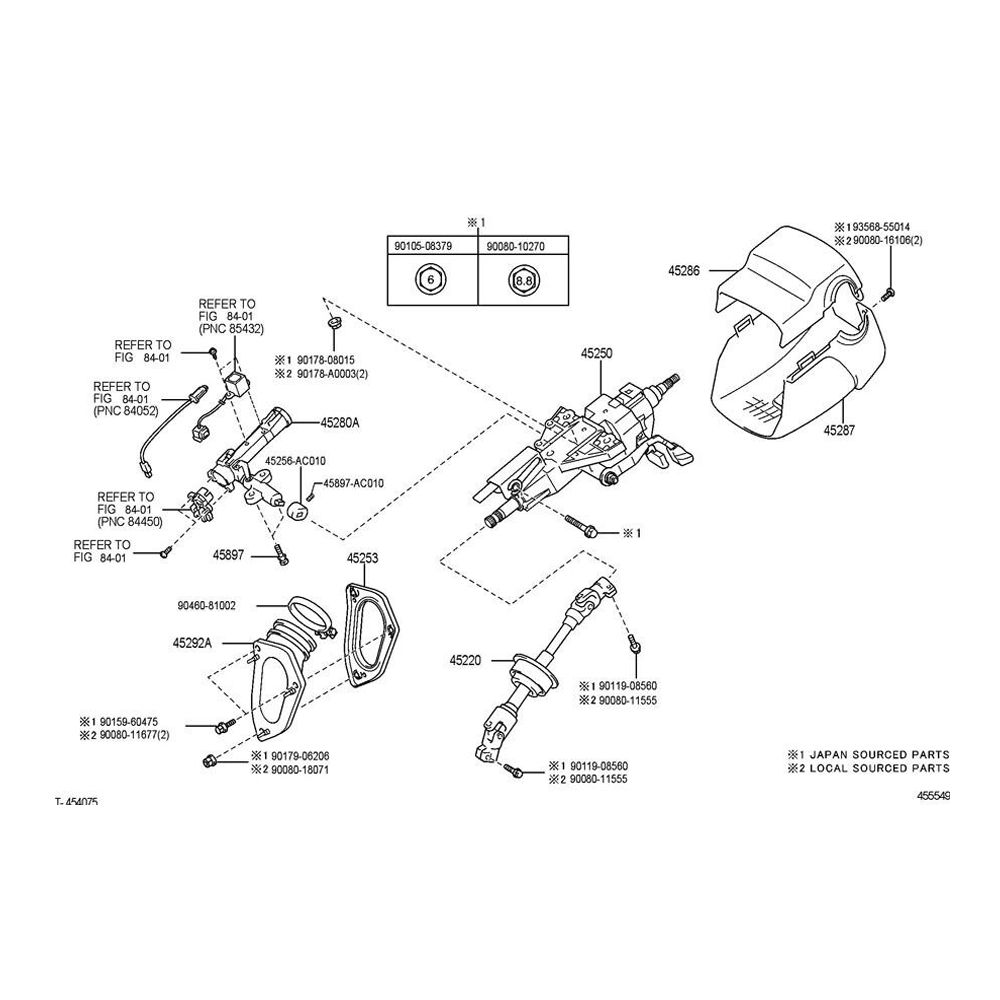 ※1
90105-08379 90080-10270
6 8.8
※1 93568-55014
※2 90080-16106(2)
45286
REFER TO
FIG 84-01
(PNC 85432)
REFER TO
FIG 84-01
※1 90178-08015
※2 90178-A0003(2)
45250
REFER TO
FIG 84-01
(PNC 84052)
45280A
45287
45256-AC010
45897-AC010
REFER TO
FIG 84-01
(PNC 84450)
REFER TO
FIG 84-01
45897
※1
45253
90460-81002
45292A
45220
※1 90119-08560
※2 90080-11555
※1 90159-60475
※2 90080-11677(2)
※1 90179-06206
※2 90080-18071
※1 90119-08560
※2 90080-11555
※1 JAPAN SOURCED PARTS
※2 LOCAL SOURCED PARTS
T-454075
455549